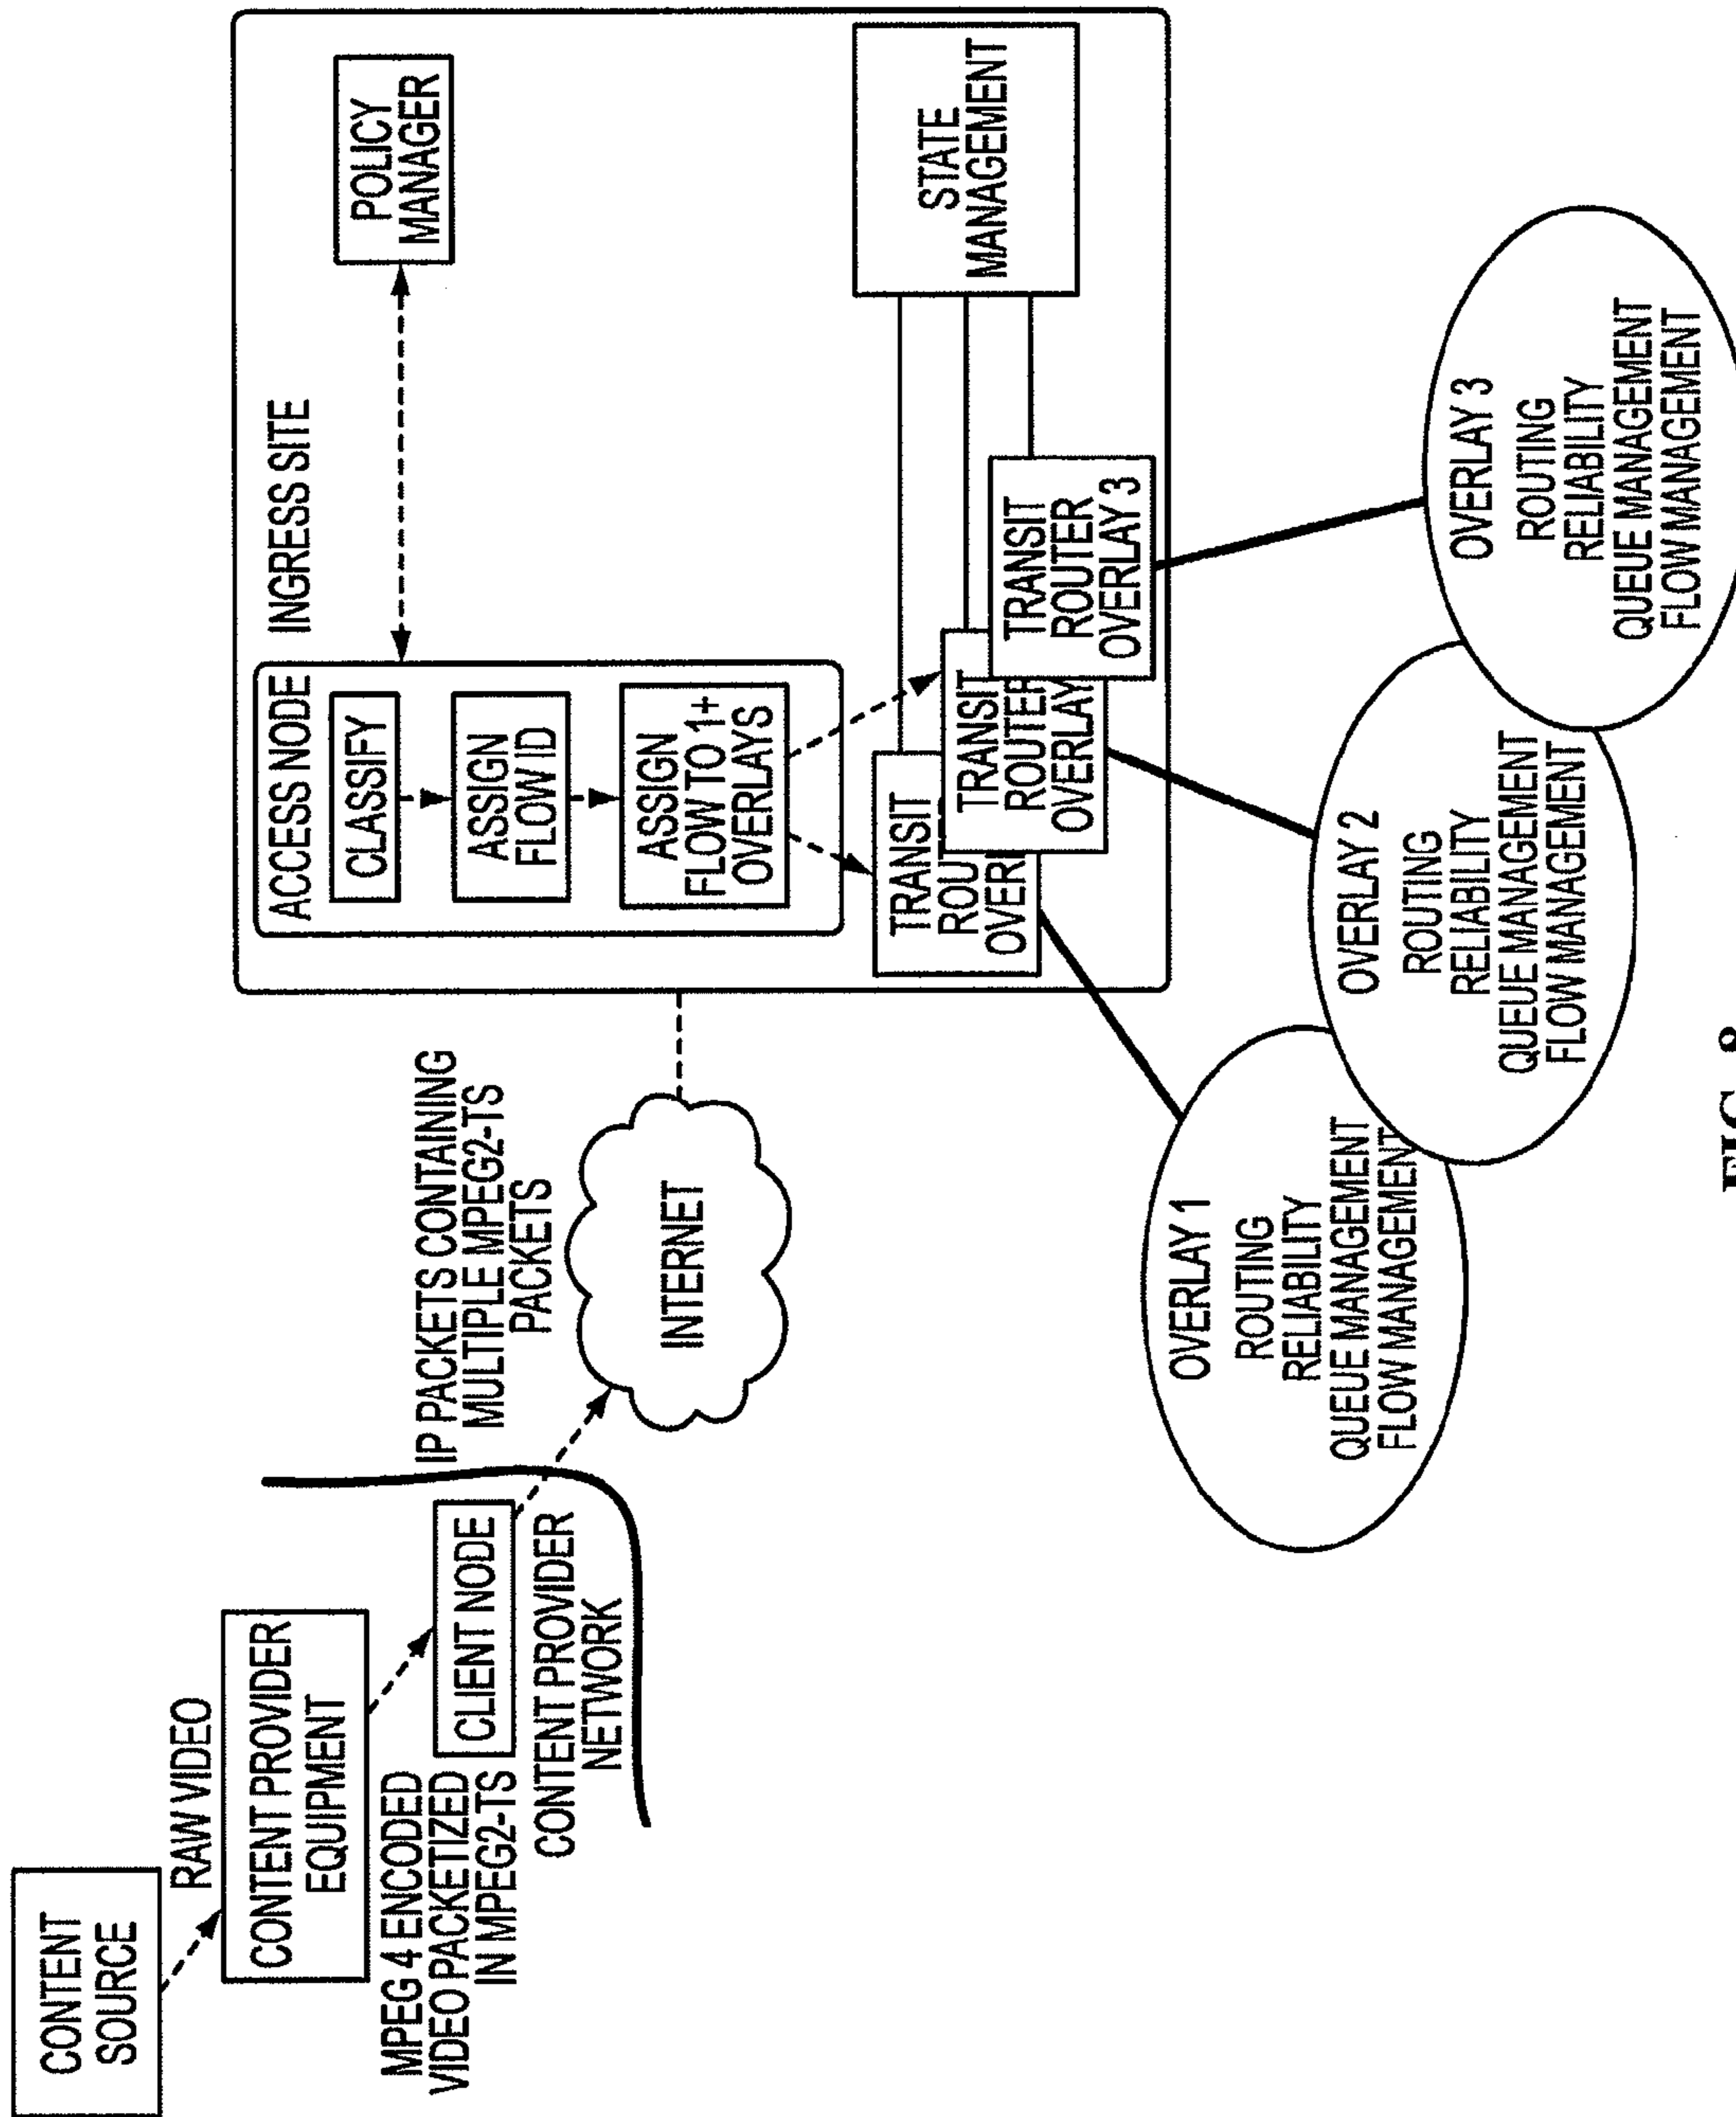 CONTENT
SOURCE
RAW VIDEO
CONTENT PROVIDER
EQUIPMENT
MPEG 4 ENCODED
VIDEO PACKETIZED
IN MPEG2-TS
CLIENT NODE
CONTENT PROVIDER
NETWORK
IP PACKETS CONTAINING
MULTIPLE MPEG2-TS
PACKETS
INTERNET
INGRESS SITE
ACCESS NODE
CLASSIFY
ASSIGN
FLOW ID
ASSIGN
FLOW TO 1+
OVERLAYS
POLICY
MANAGER
STATE
MANAGEMENT
TRANSIT
TRANSIT
ROUTER
OVERLAY
TRANSIT
ROUTER
OVERLAY 3
OVERLAY 1
ROUTING
RELIABILITY
QUEUE MANAGEMENT
FLOW MANAGEMENT
OVERLAY 2
ROUTING
RELIABILITY
QUEUE MANAGEMENT
FLOW MANAGEMENT
OVERLAY 3
ROUTING
RELIABILITY
QUEUE MANAGEMENT
FLOW MANAGEMENT